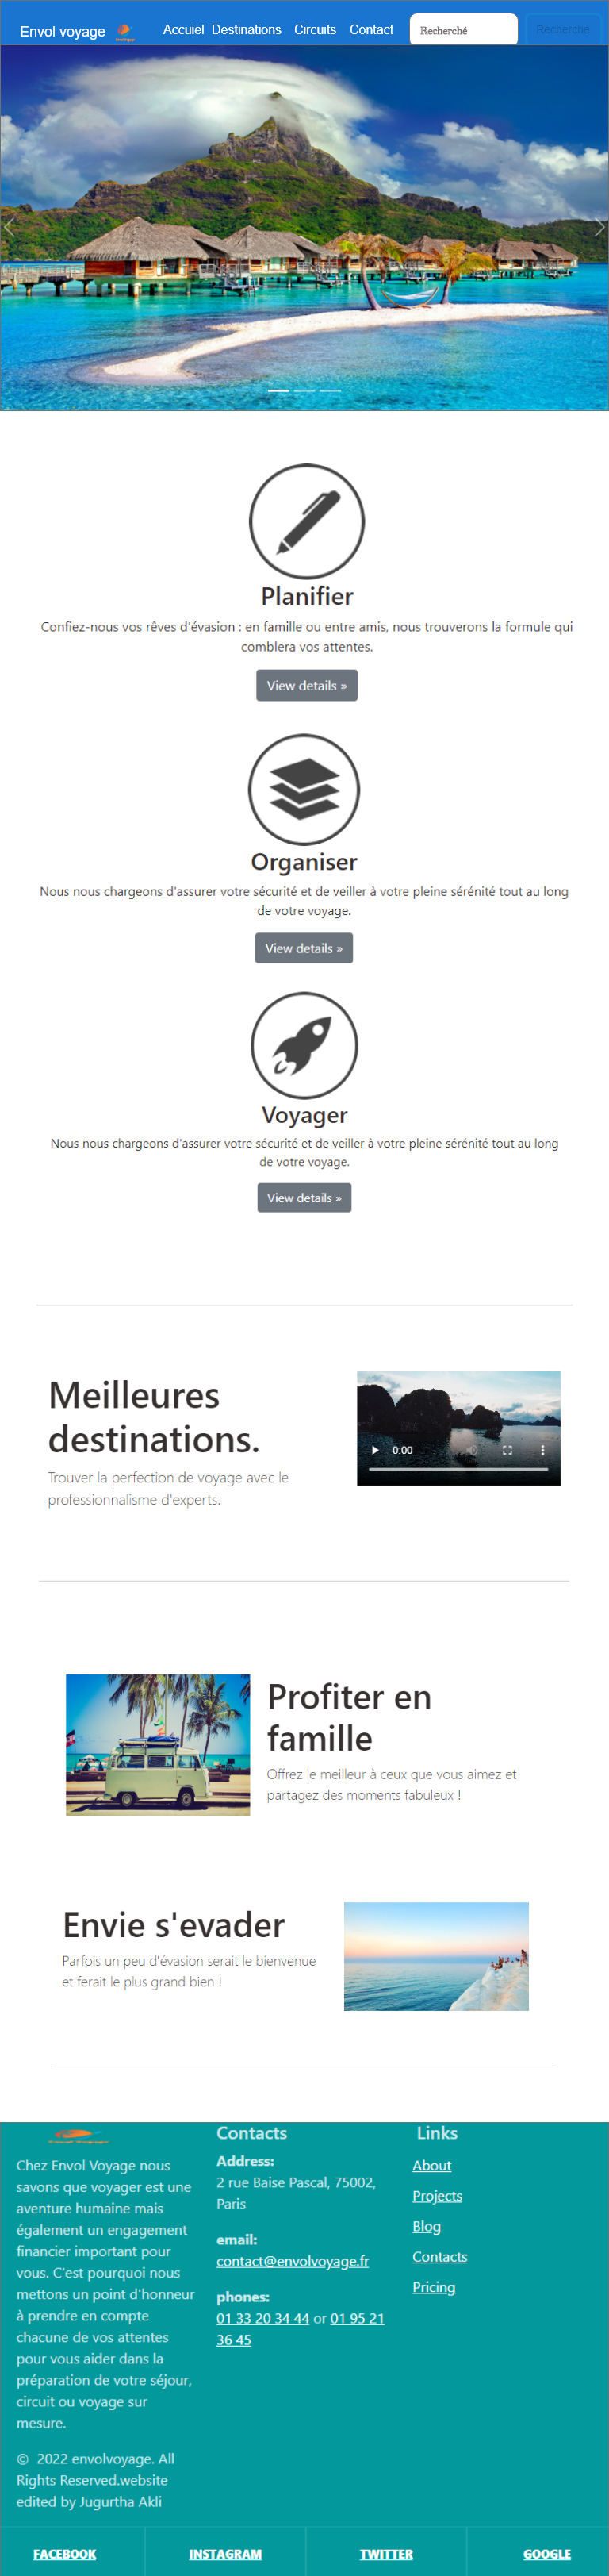 Envol voyage Accuiel Destinations Circuits Contact Recherché Recherche
Planifier
Confiez-nous vos rêves d'évasion : en famille ou entre amis, nous trouverons la formule qui
comblera vos attentes.
View details »
Organiser
Nous nous chargeons d'assurer votre sécurité et de veiller à votre pleine sérénité tout au long
de votre voyage.
View details »
Voyager
Nous nous chargeons d'assurer votre sécurité et de veiller à votre pleine sérénité tout au long
de votre voyage.
View details »
Meilleures
destinations.
Trouver la perfection de voyage avec le
professionnalisme d'experts.
0:00
Profiter en
famille
Offrez le meilleur à ceux que vous aimez et
partagez des moments fabuleux !
Envie s'evader
Parfois un peu d'évasion serait le bienvenue
et ferait le plus grand bien !
Envol Voyage
Chez Envol Voyage nous
savons que voyager est une
aventure humaine mais
également un engagement
financier important pour
vous. C'est pourquoi nous
mettons un point d'honneur
à prendre en compte
chacune de vos attentes
pour vous aider dans la
préparation de votre séjour,
circuit ou voyage sur
mesure.
© 2022 envolvoyage. All
Rights Reserved.website
edited by Jugurtha Akli
Contacts
Address:
2 rue Baise Pascal, 75002,
Paris
email:
contact@envolvoyage.fr
phones:
01 33 20 34 44 or 01 95 21
36 45
Links
About
Projects
Blog
Contacts
Pricing
FACEBOOK INSTAGRAM TWITTER GOOGLE